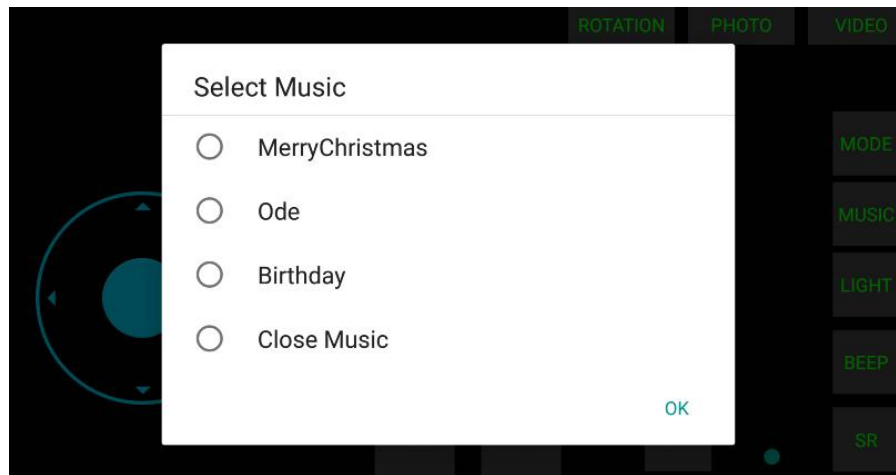 ROTATION PHOTO VIDEO
Select Music
MerryChristmas
MODE
Ode
MUSIC
Birthday
LIGHT
Close Music
BEEP
OK
SR